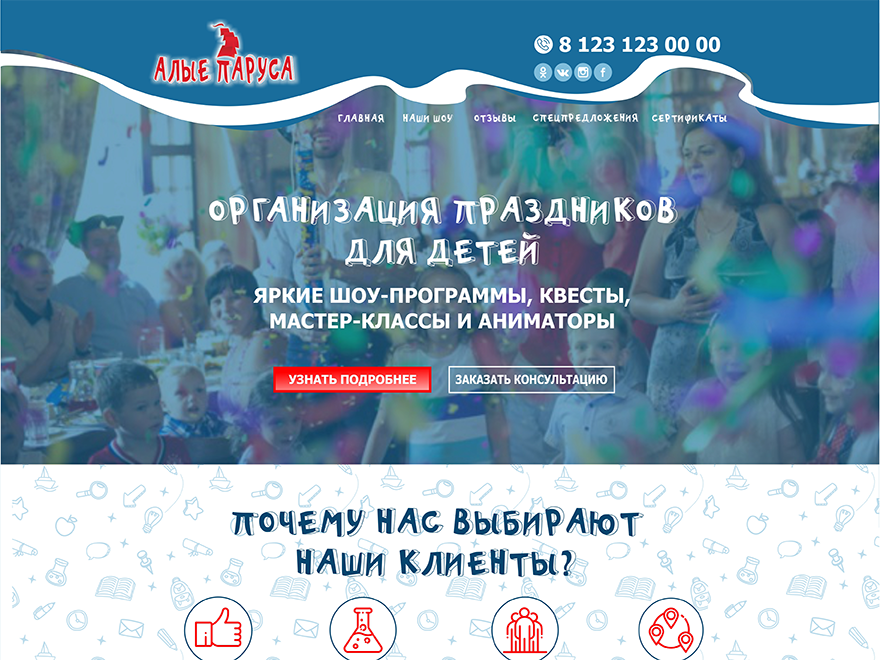 АЛЫЕ ПАРУСА
8 123 123 00 00
ГЛАВНАЯ НАШИ ШОУ ОТЗЫВЫ СПЕЦПРЕДЛОЖЕНИЯ СЕРТИФИКАТЫ
ОРГАНИЗАЦИЯ ПРАЗДНИКОВ
ДЛЯ ДЕТЕЙ
ЯРКИЕ ШОУ-ПРОГРАММЫ, КВЕСТЫ,
МАСТЕР-КЛАССЫ И АНИМАТОРЫ
УЗНАТЬ ПОДРОБНЕЕ ЗАКАЗАТЬ КОНСУЛЬТАЦИЮ
ПОЧЕМУ НАС ВЫБИРАЮТ
НАШИ КЛИЕНТЫ?